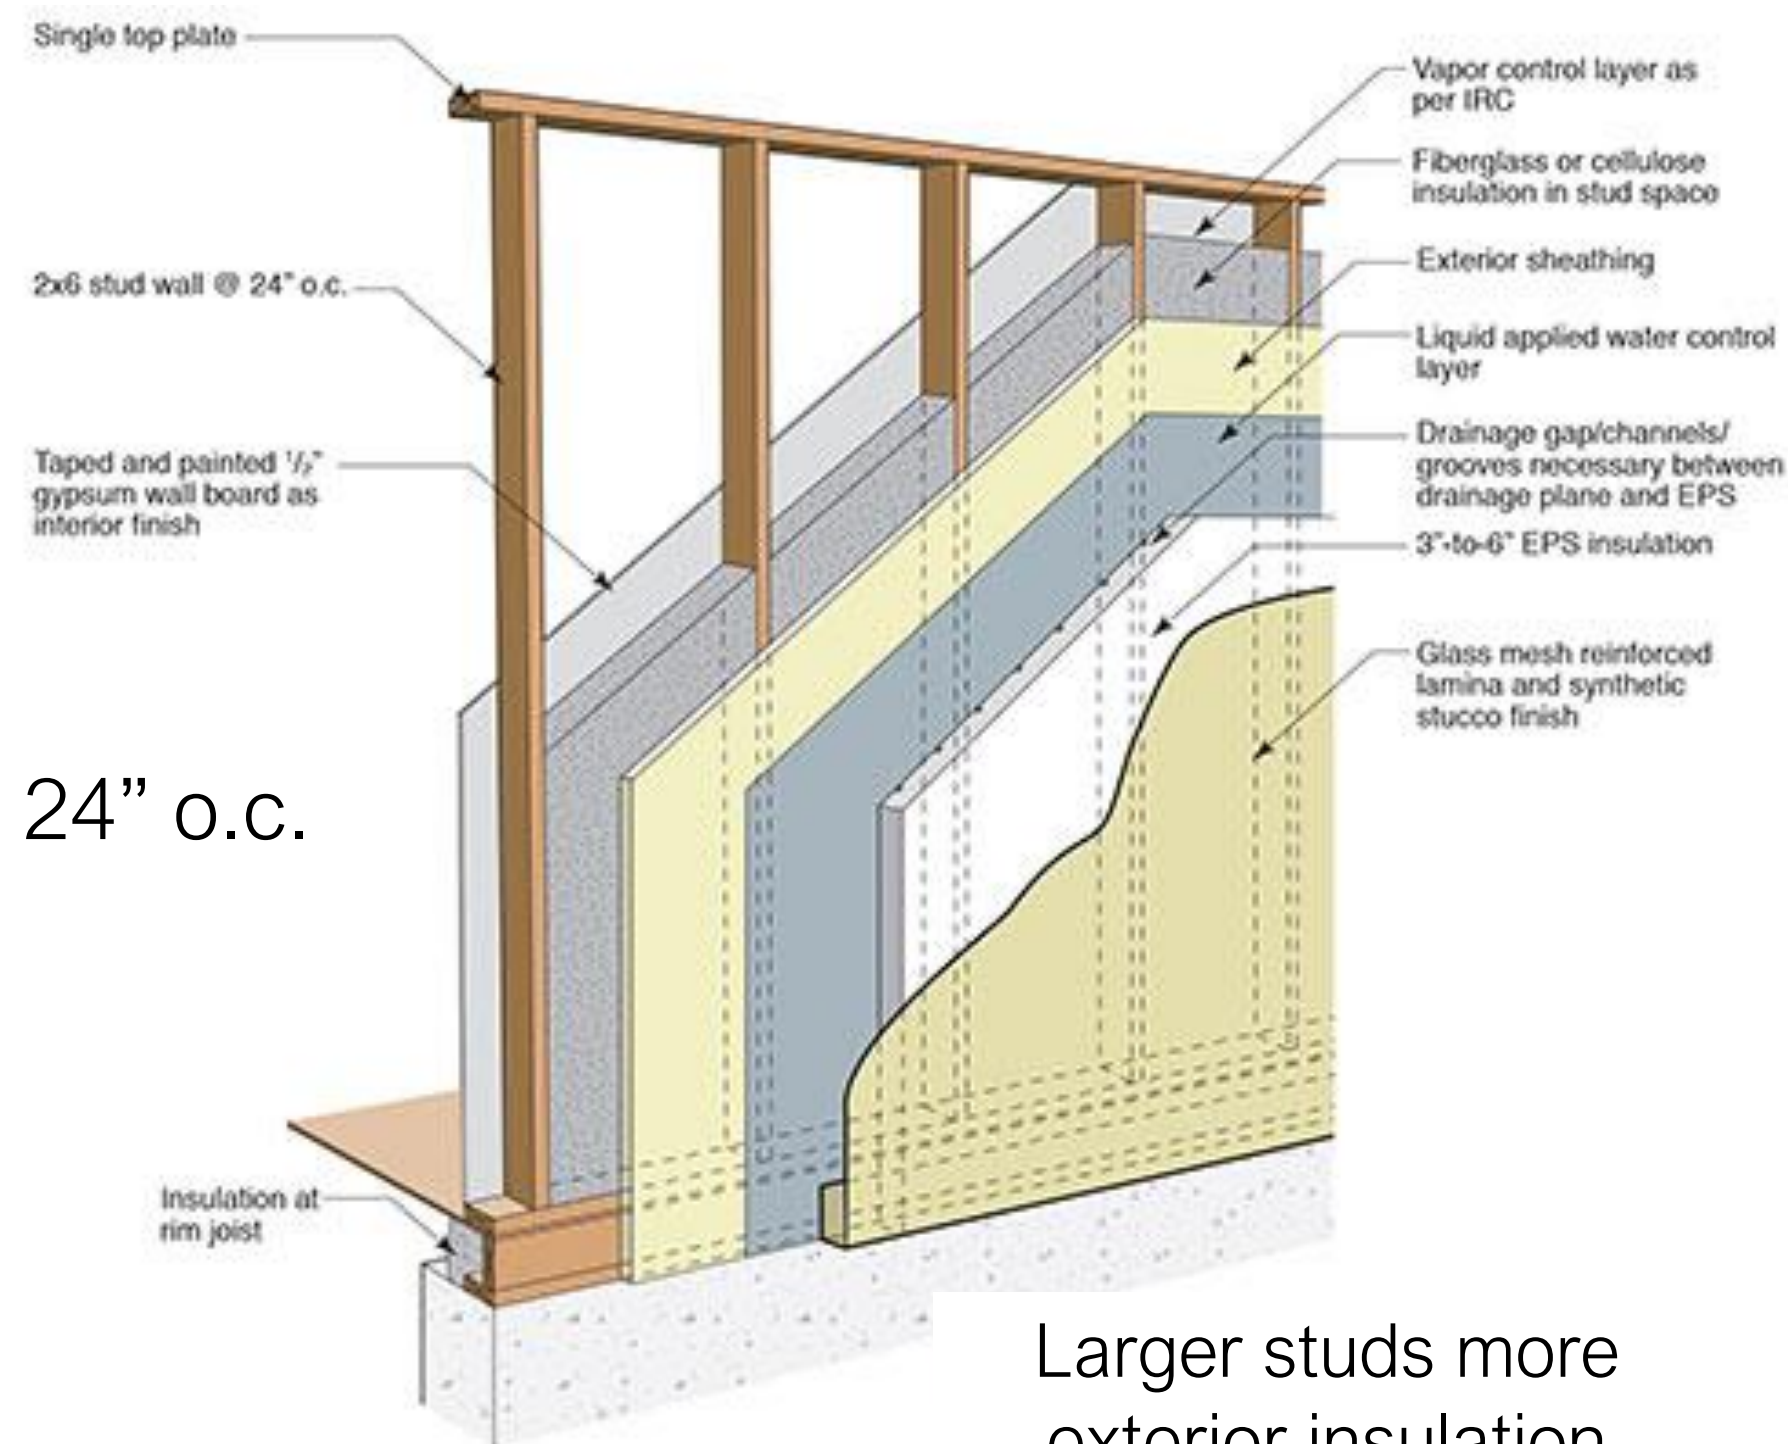 Single top plate
2x6 stud wall @ 24" o.c.
Taped and painted 1/2"
gypsum wall board as
interior finish
24” o.c.
Insulation at
rim joist
Vapor control layer as
per IRC
Fiberglass or cellulose
insulation in stud space
Exterior sheathing
Liquid applied water control
layer
Drainage gap/channels/
grooves necessary between
drainage plane and EPS
3"-to-6" EPS insulation
Glass mesh reinforced
lamina and synthetic
stucco finish
Larger studs more
exterior insulation